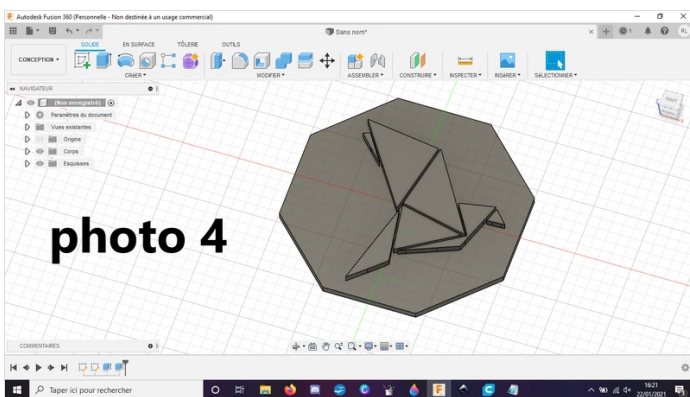 Autodesk Fusion 360 (Personnelle - Non destinée à un usage commercial)
Sans nom*
SOLIDE EN SURFACE TÔLERIE OUTILS
CONCEPTION
CRÉER MODIFIER ASSEMBLER CONSTRUIRE INSPECTER INSÉRER SÉLECTIONNER
NAVIGATEUR
(Non enregistré)
Paramètres du document
Vues existantes
Origine
Corps
Esquisses
HAUT
photo 4
COMMENTAIRES
Taper ici pour rechercher
16:21
22/01/2021